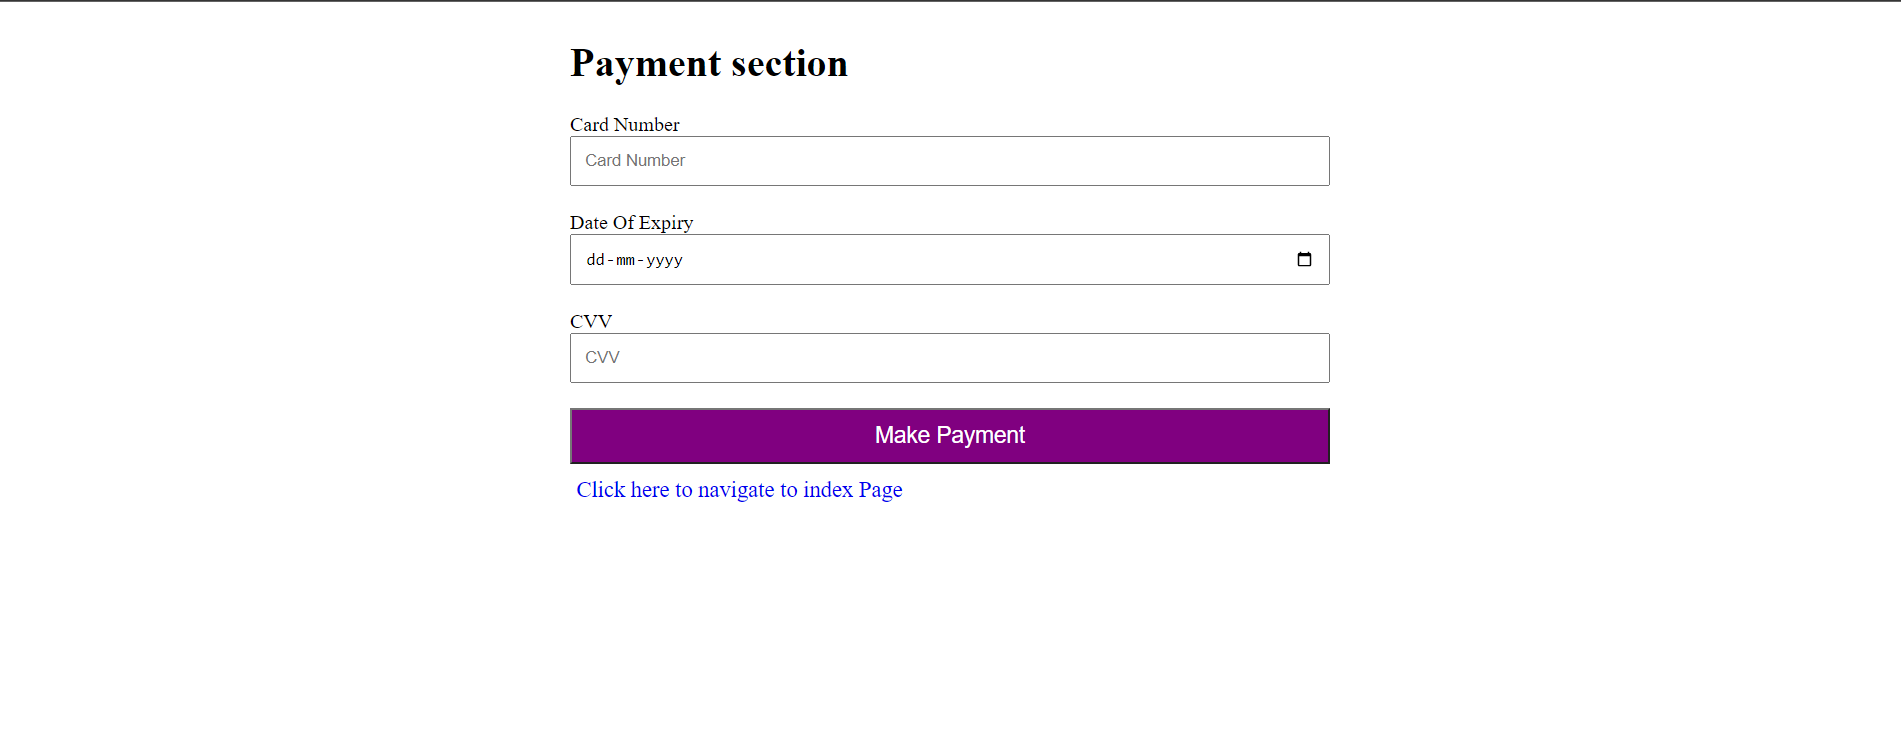 Payment section
Card Number
Card Number
Date Of Expiry
dd-mm-yyyy
CVV
CVV
Make Payment
Click here to navigate to index Page